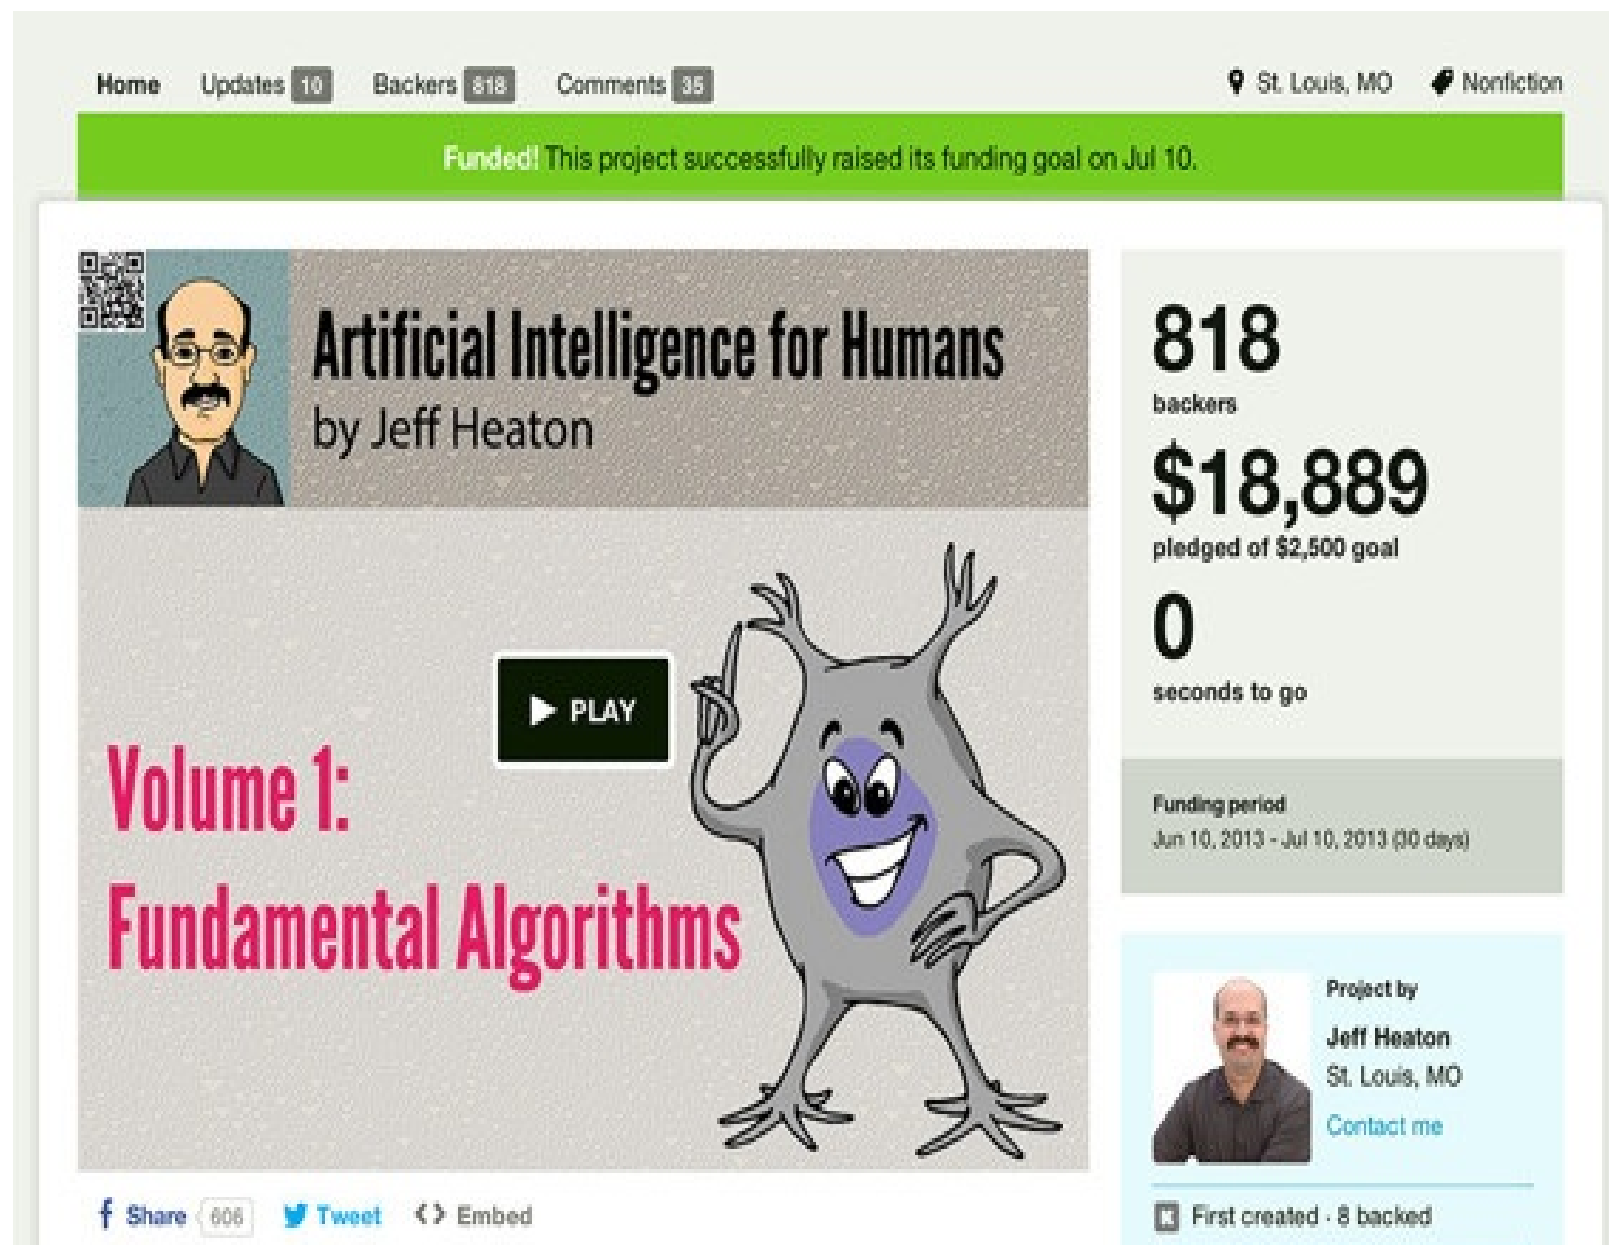 Home Updates 10 Backers 818 Comments 35 St. Louis, MO Nonfiction
Funded! This project successfully raised its funding goal on Jul 10.
Artificial Intelligence for Humans
by Jeff Heaton
PLAY
Volume 1:
Fundamental Algorithms
818
backers
$18,889
pledged of $2,500 goal
0
seconds to go
Funding period
Jun 10, 2013 - Jul 10, 2013 (30 days)
Project by
Jeff Heaton
St. Louis, MO
Contact me
First created · 8 backed
Share 606 Tweet Embed